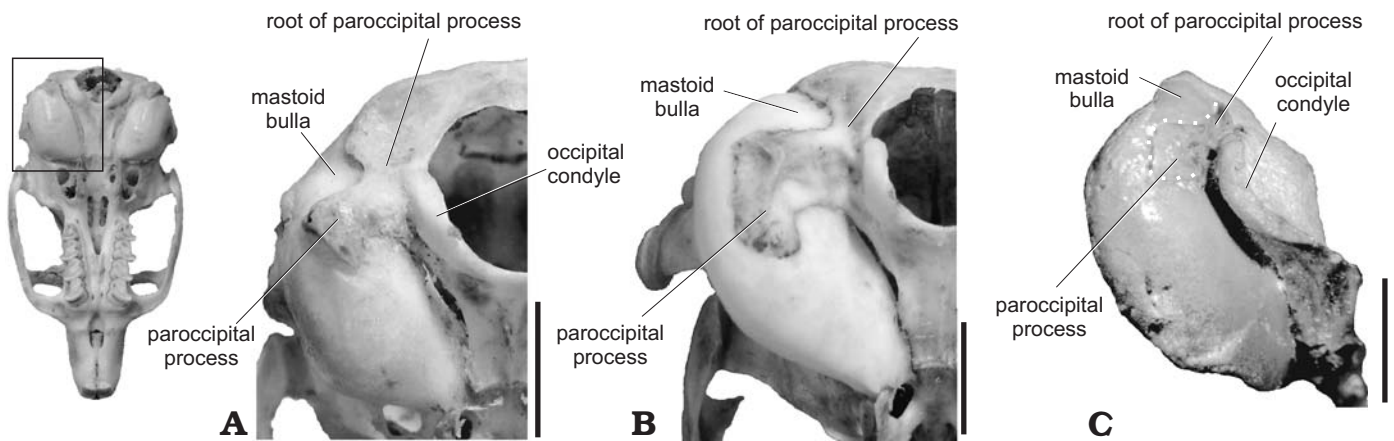 root of paroccipital process
mastoid
bulla
occipital
condyle
paroccipital
process
A
root of paroccipital process
mastoid
bulla
paroccipital
process
B
root of paroccipital process
mastoid
bulla
occipital
condyle
paroccipital
process
C